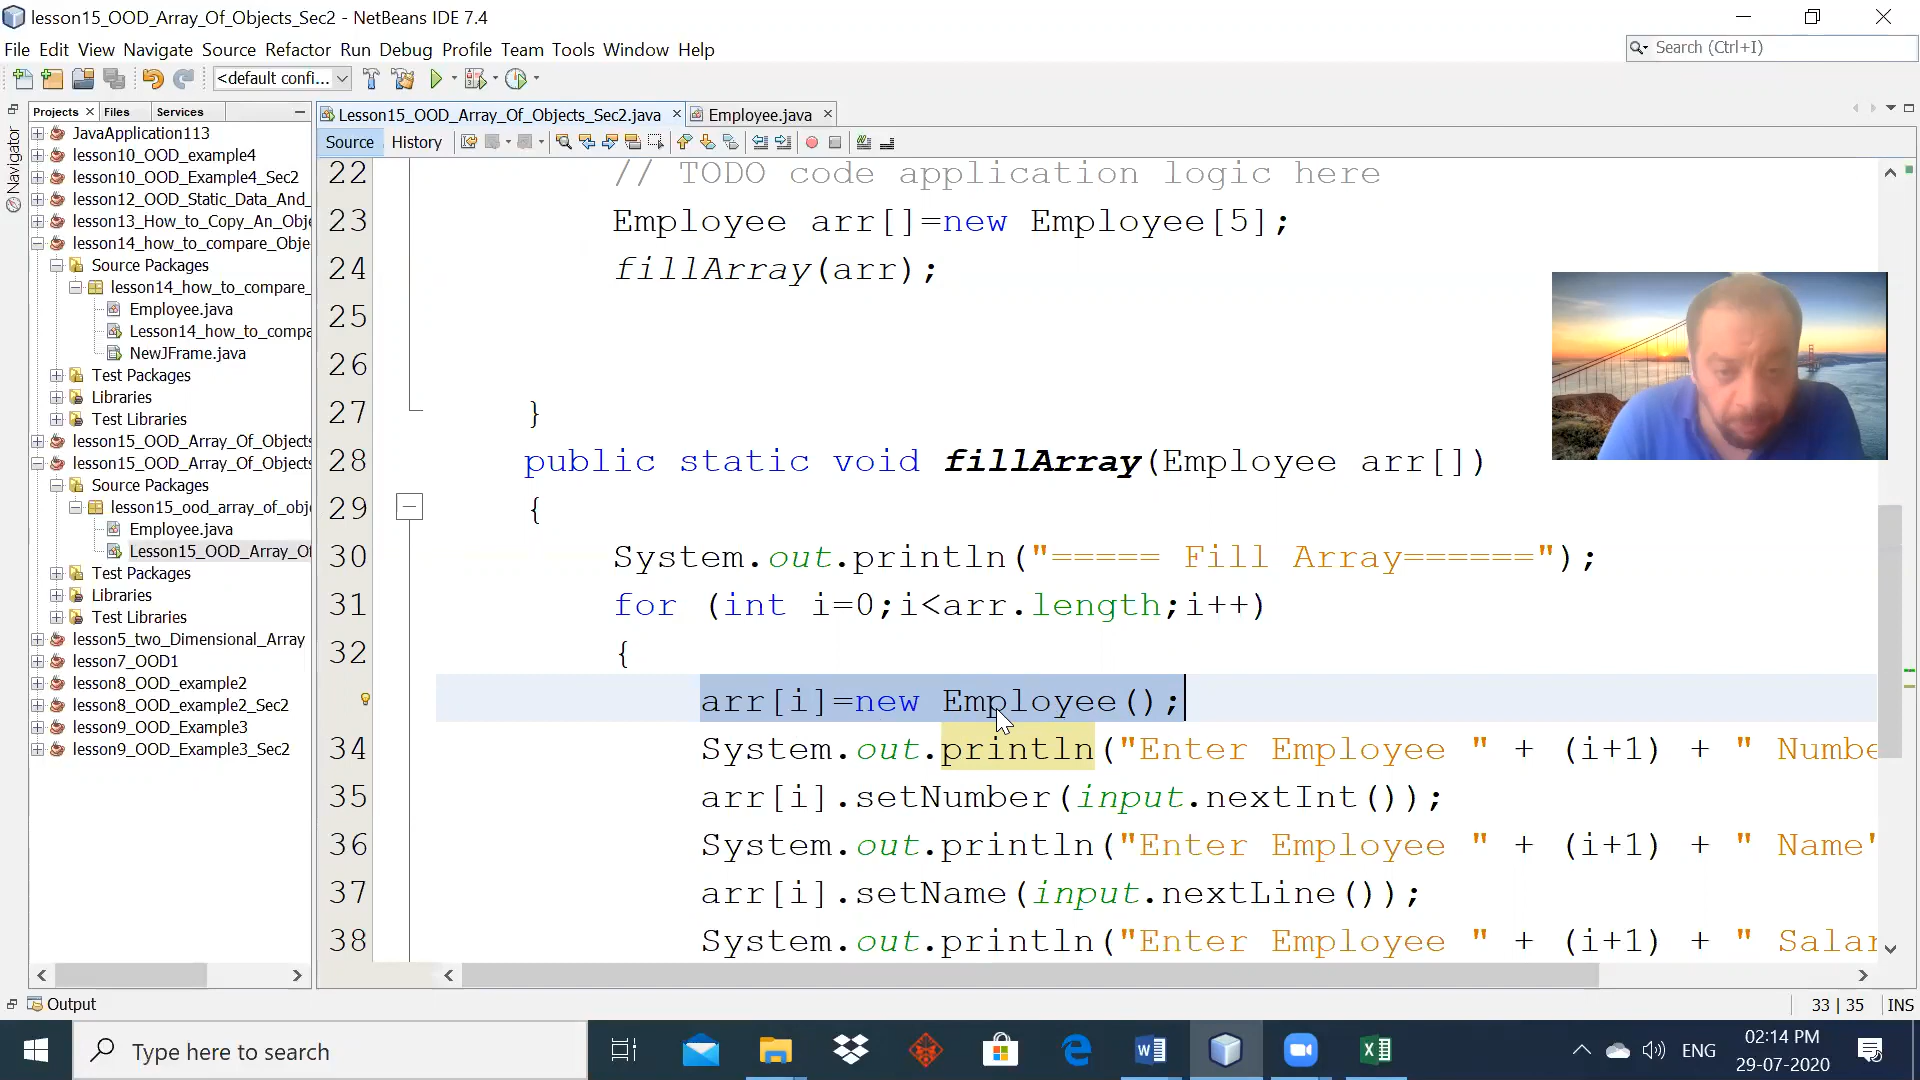 lesson15_OOD_Array_Of_Objects_Sec2 - NetBeans IDE 7.4
File Edit View Navigate Source Refactor Run Debug Profile Team Tools Window Help
Search (Ctrl+I)
<default confi...
Projects Files Services
Lesson15_OOD_Array_Of_Objects_Sec2.java Employee.java
Source History
Navigator
JavaApplication113
lesson10_OOD_example4
lesson10_OOD_Example4_Sec2
lesson12_OOD_Static_Data_And_
lesson13_How_to_Copy_An_Obje
lesson14_how_to_compare_Obje
Source Packages
lesson14_how_to_compare_
Employee.java
Lesson14_how_to_compa
NewJFrame.java
Test Packages
Libraries
Test Libraries
lesson15_OOD_Array_Of_Objects
lesson15_OOD_Array_Of_Objects
Source Packages
lesson15_ood_array_of_obj
Employee.java
Lesson15_OOD_Array_Of
Test Packages
Libraries
Test Libraries
lesson5_two_Dimensional_Array
lesson7_OOD1
lesson8_OOD_example2
lesson8_OOD_example2_Sec2
lesson9_OOD_Example3
lesson9_OOD_Example3_Sec2
22 // TODO code application logic here
23 Employee arr[]=new Employee[5];
24 fillArray(arr);
25
26
27 }
28 public static void fillArray(Employee arr[])
29 {
30 System.out.println("===== Fill Array======");
31 for (int i=0;i<arr.length;i++)
32 {
arr[i]=new Employee();
34 System.out.println("Enter Employee " + (i+1) + " Numbe
35 arr[i].setNumber(input.nextInt());
36 System.out.println("Enter Employee " + (i+1) + " Name"
37 arr[i].setName(input.nextLine());
38 System.out.println("Enter Employee " + (i+1) + " Salar
Output
33 | 35 INS
Type here to search
ENG
02:14 PM
29-07-2020